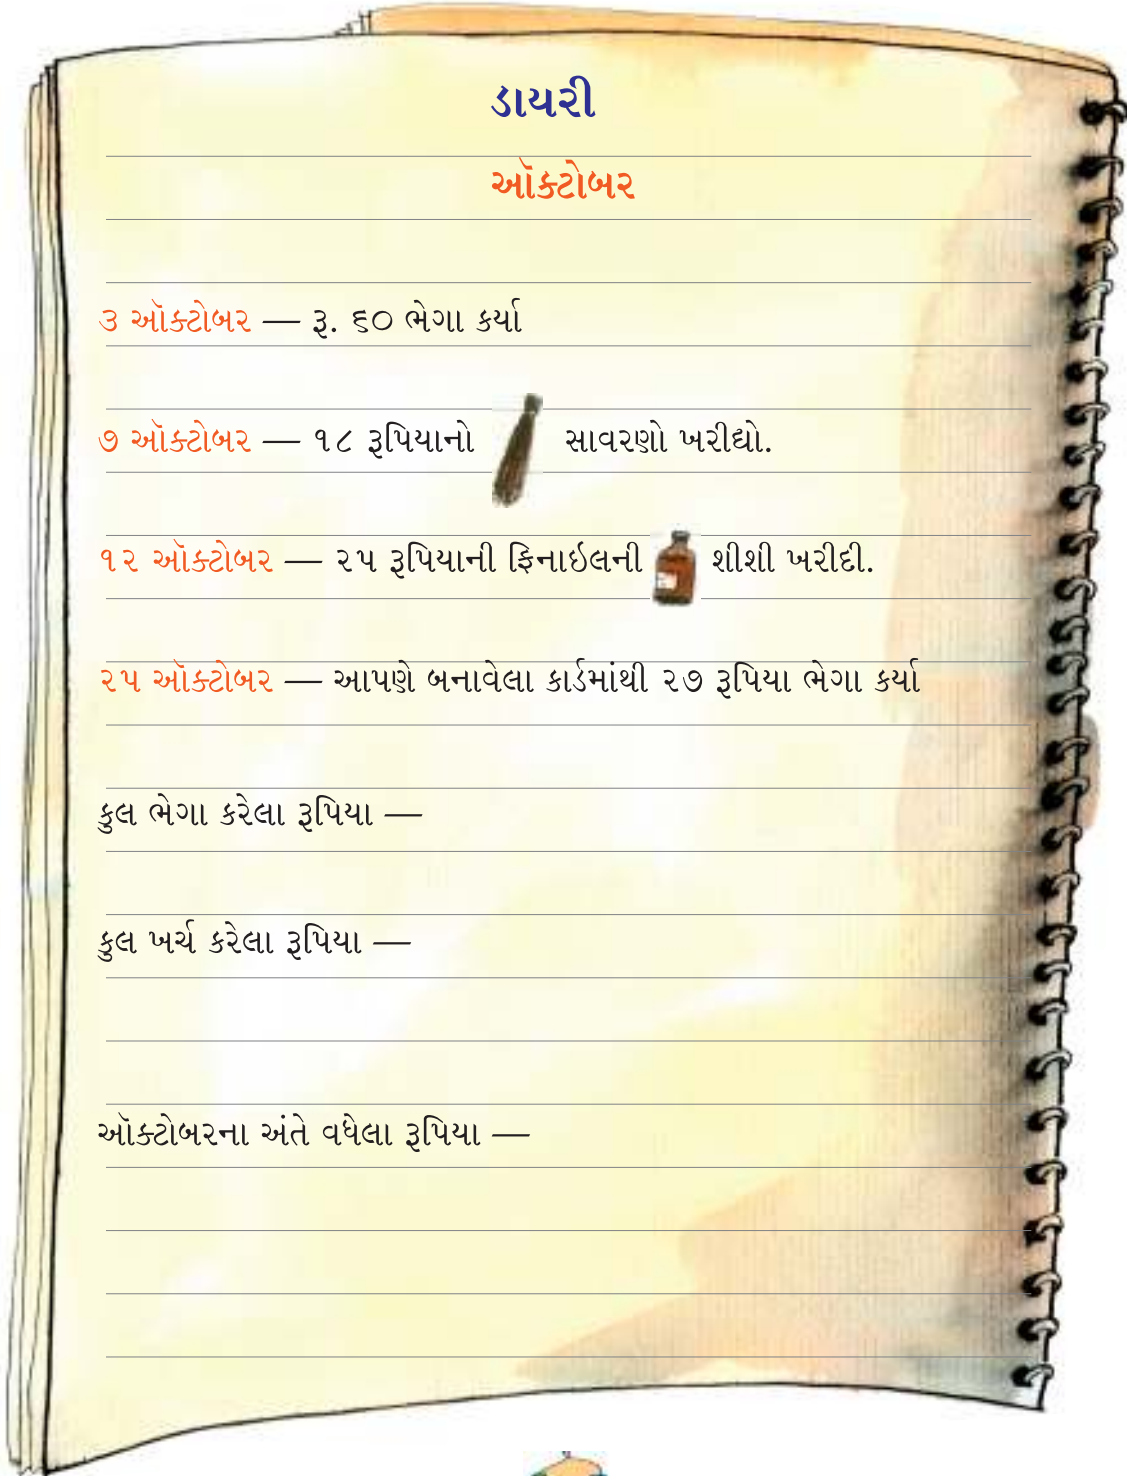 ડાયરી
ઑક્ટોબર
૩ ઑક્ટોબર — રૂ. ૬૦ ભેગા કર્યા
૭ ઑક્ટોબર — ૧૮ રૂપિયાનો સાવરણો ખરીદ્યો.
૧૨ ઑક્ટોબર — ૨૫ રૂપિયાની ફિનાઇલની શીશી ખરીદી.
૨૫ ઑક્ટોબર — આપણે બનાવેલા કાર્ડમાંથી ૨૭ રૂપિયા ભેગા કર્યા
કુલ ભેગા કરેલા રૂપિયા —
કુલ ખર્ચ કરેલા રૂપિયા —
ઑક્ટોબરના અંતે વધેલા રૂપિયા —